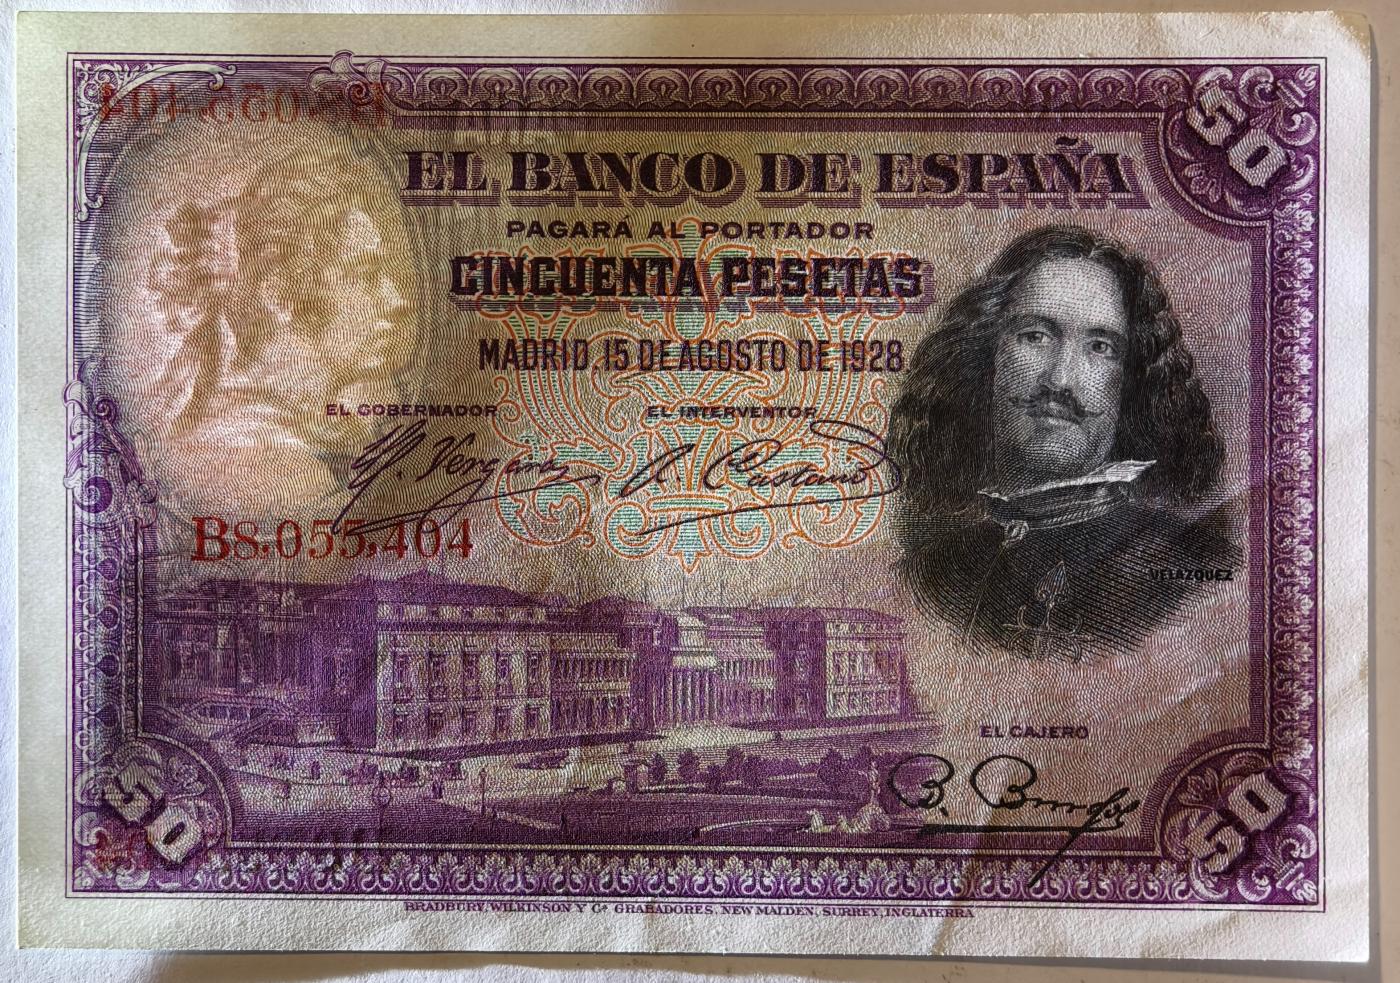 50
EL BANCO DE ESPAÑA
PAGARÁ AL PORTADOR
CINCUENTA PESETAS
MADRID, 15 DE AGOSTO DE 1928
EL GOBERNADOR EL INTERVENTOR
B8,055,404
VELAZQUEZ
EL CAJERO
50 50
BRADBURY, WILKINSON Y Cª GRABADORES, NEW MALDEN, SURREY, INGLATERRA